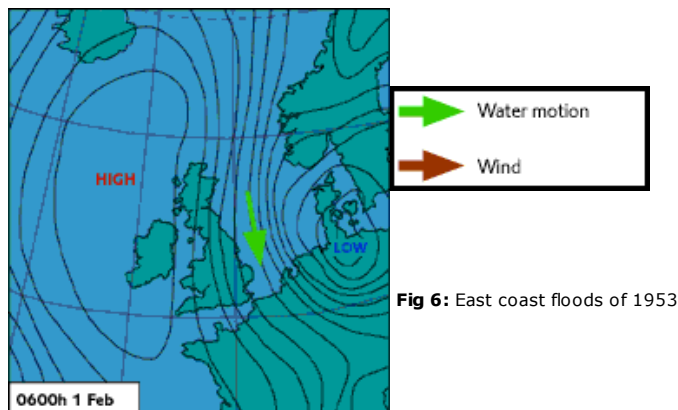 Water motion
Wind
HIGH
LOW
Fig 6: East coast floods of 1953
0600h 1 Feb